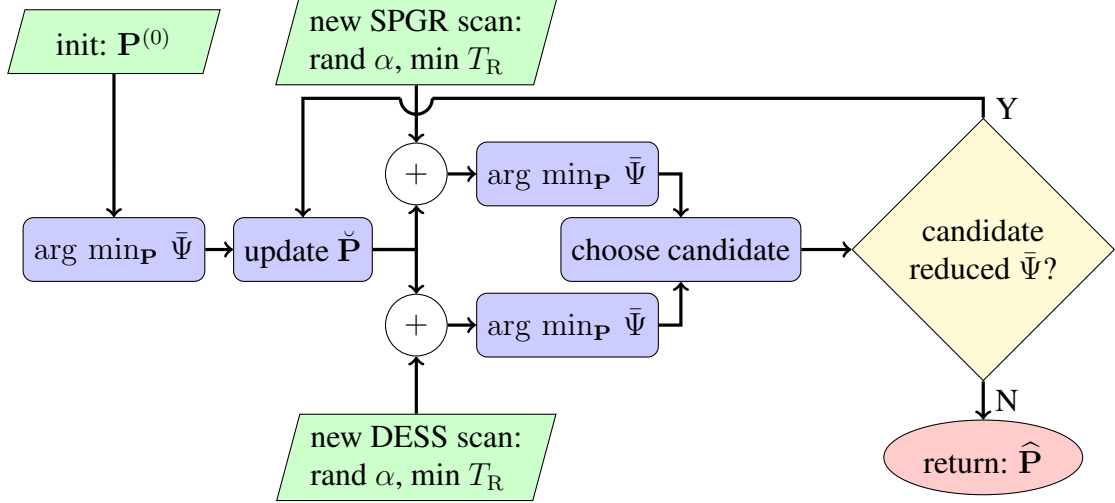 init: P^(0)
new SPGR scan:
rand α, min T_R
Y
+
arg min_P Ψ̄
arg min_P Ψ̄
update P̆
choose candidate
candidate
reduced Ψ̄?
+
arg min_P Ψ̄
N
new DESS scan:
rand α, min T_R
return: P̂